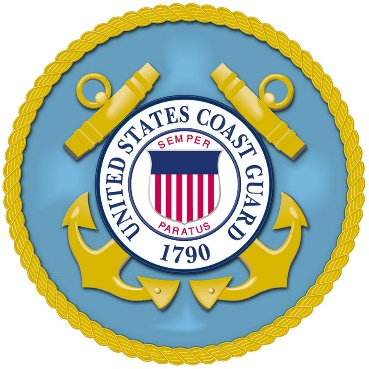 UNITED STATES COAST GUARD
SEMPER
PARATUS
1790